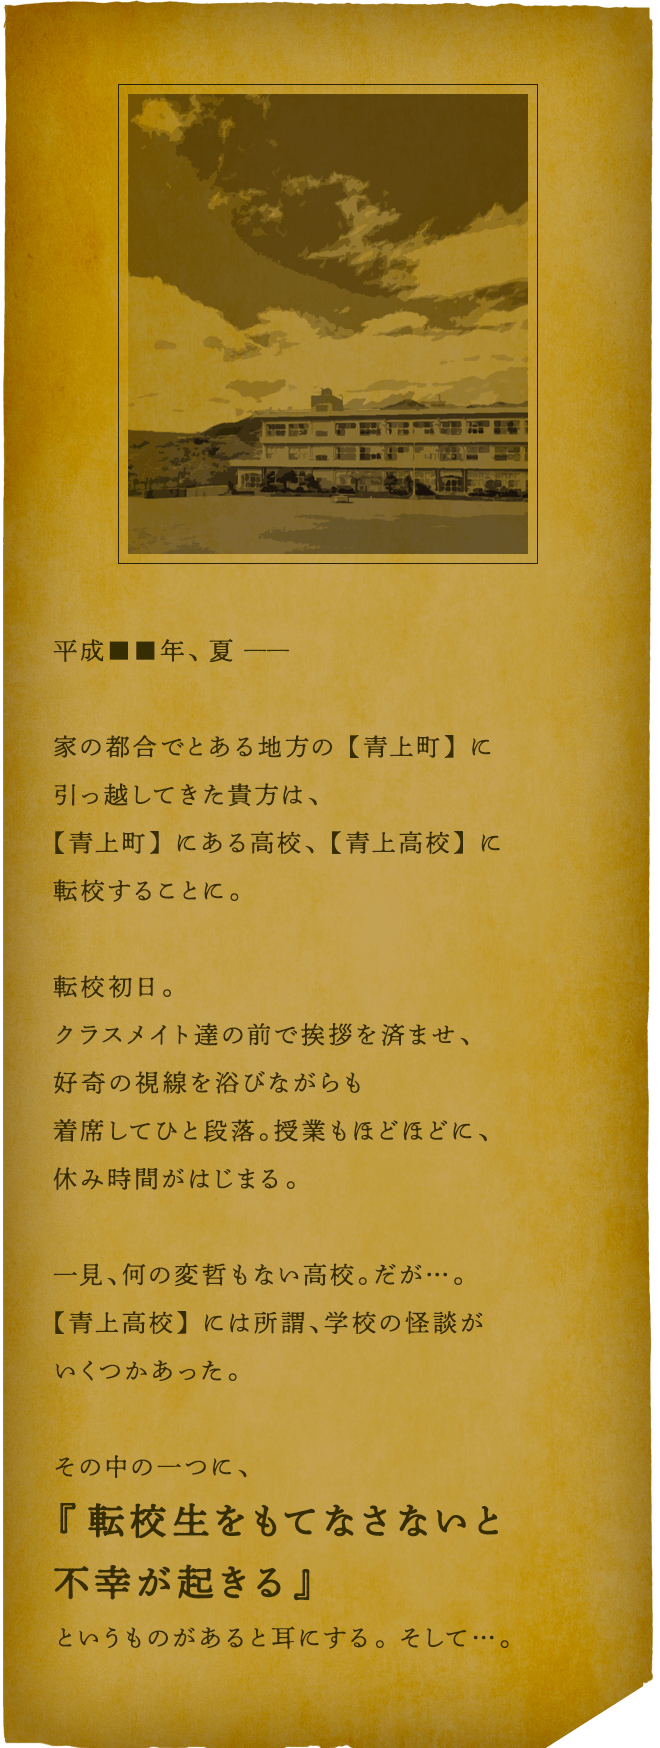 平成■■年、夏 ――
家の都合でとある地方の【青上町】に
引っ越してきた貴方は、
【青上町】にある高校、【青上高校】に
転校することに。
転校初日。
クラスメイト達の前で挨拶を済ませ、
好奇の視線を浴びながらも
着席してひと段落。授業もほどほどに、
休み時間がはじまる。
一見、何の変哲もない高校。だが…。
【青上高校】には所謂、学校の怪談が
いくつかあった。
その中の一つに、
『転校生をもてなさないと
不幸が起きる』
というものがあると耳にする。そして…。